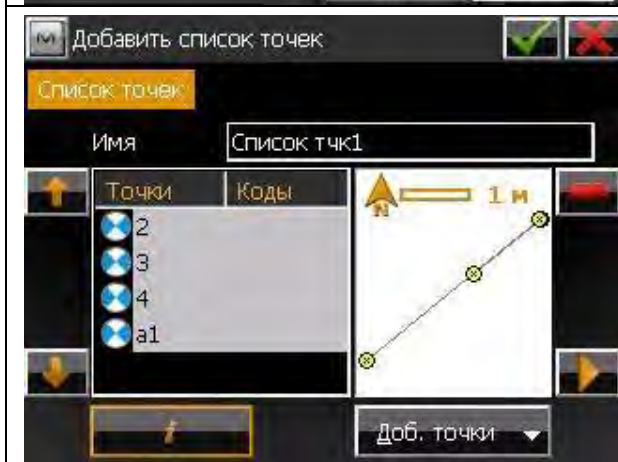 Добавить список точек
Список точек
Имя Список тчк1
Точки Коды
N 1 м
2
3
4
a1
i Доб. точки